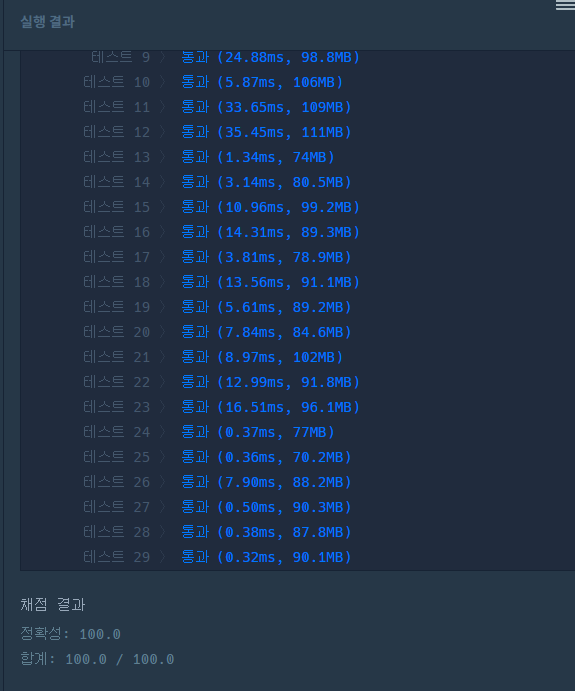 실행 결과
테스트 9 〉 통과 (24.88ms, 98.8MB)
테스트 10 〉 통과 (5.87ms, 106MB)
테스트 11 〉 통과 (33.65ms, 109MB)
테스트 12 〉 통과 (35.45ms, 111MB)
테스트 13 〉 통과 (1.34ms, 74MB)
테스트 14 〉 통과 (3.14ms, 80.5MB)
테스트 15 〉 통과 (10.96ms, 99.2MB)
테스트 16 〉 통과 (14.31ms, 89.3MB)
테스트 17 〉 통과 (3.81ms, 78.9MB)
테스트 18 〉 통과 (13.56ms, 91.1MB)
테스트 19 〉 통과 (5.61ms, 89.2MB)
테스트 20 〉 통과 (7.84ms, 84.6MB)
테스트 21 〉 통과 (8.97ms, 102MB)
테스트 22 〉 통과 (12.99ms, 91.8MB)
테스트 23 〉 통과 (16.51ms, 96.1MB)
테스트 24 〉 통과 (0.37ms, 77MB)
테스트 25 〉 통과 (0.36ms, 70.2MB)
테스트 26 〉 통과 (7.90ms, 88.2MB)
테스트 27 〉 통과 (0.50ms, 90.3MB)
테스트 28 〉 통과 (0.38ms, 87.8MB)
테스트 29 〉 통과 (0.32ms, 90.1MB)
채점 결과
정확성: 100.0
합계: 100.0 / 100.0